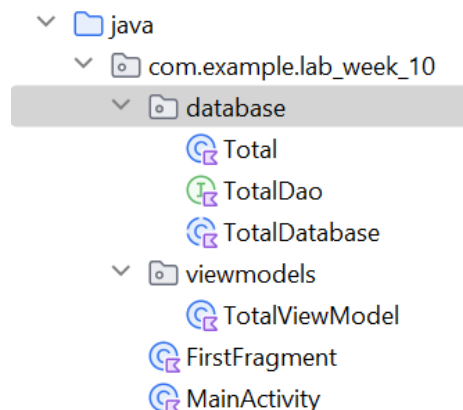 java
com.example.lab_week_10
database
Total
TotalDao
TotalDatabase
viewmodels
TotalViewModel
FirstFragment
MainActivity